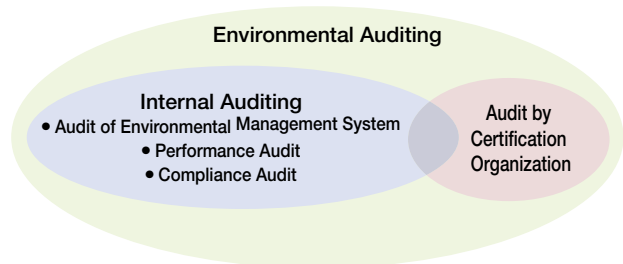 Environmental Auditing
Internal Auditing
• Audit of Environmental Management System
• Performance Audit
• Compliance Audit
Audit by
Certification
Organization